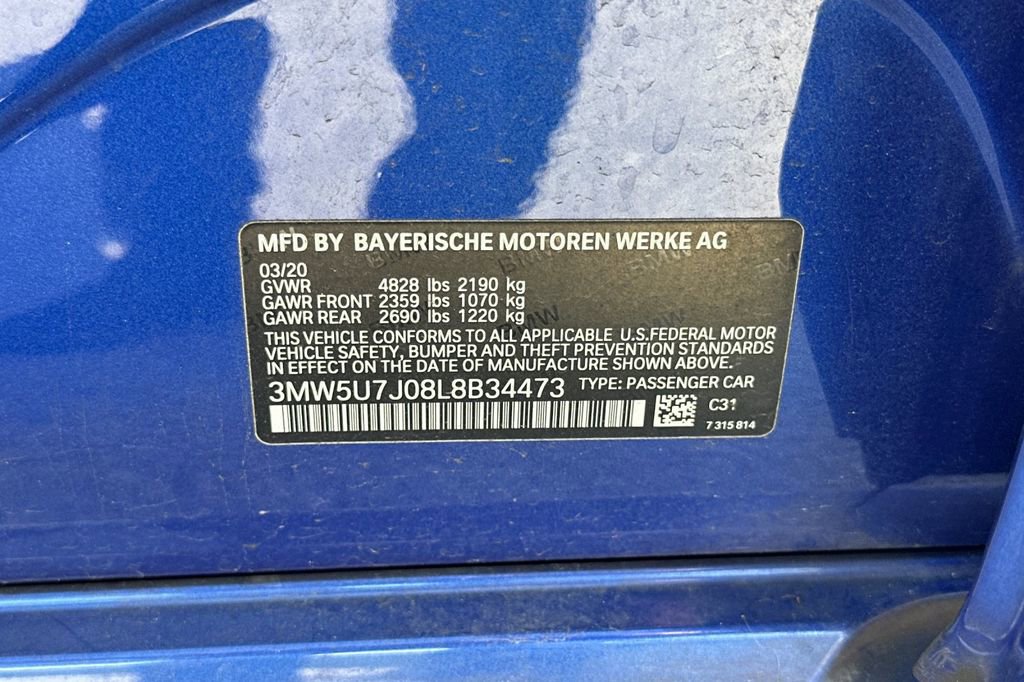 MFD BY BAYERISCHE MOTOREN WERKE AG
03/20
GVWR 4828 lbs 2190 kg
GAWR FRONT 2359 lbs 1070 kg
GAWR REAR 2690 lbs 1220 kg
THIS VEHICLE CONFORMS TO ALL APPLICABLE U.S.FEDERAL MOTOR
VEHICLE SAFETY, BUMPER AND THEFT PREVENTION STANDARDS
IN EFFECT ON THE DATE OF MANUFACTURE SHOWN ABOVE.
3MW5U7J08L8B34473 TYPE: PASSENGER CAR
C31
7 315 814